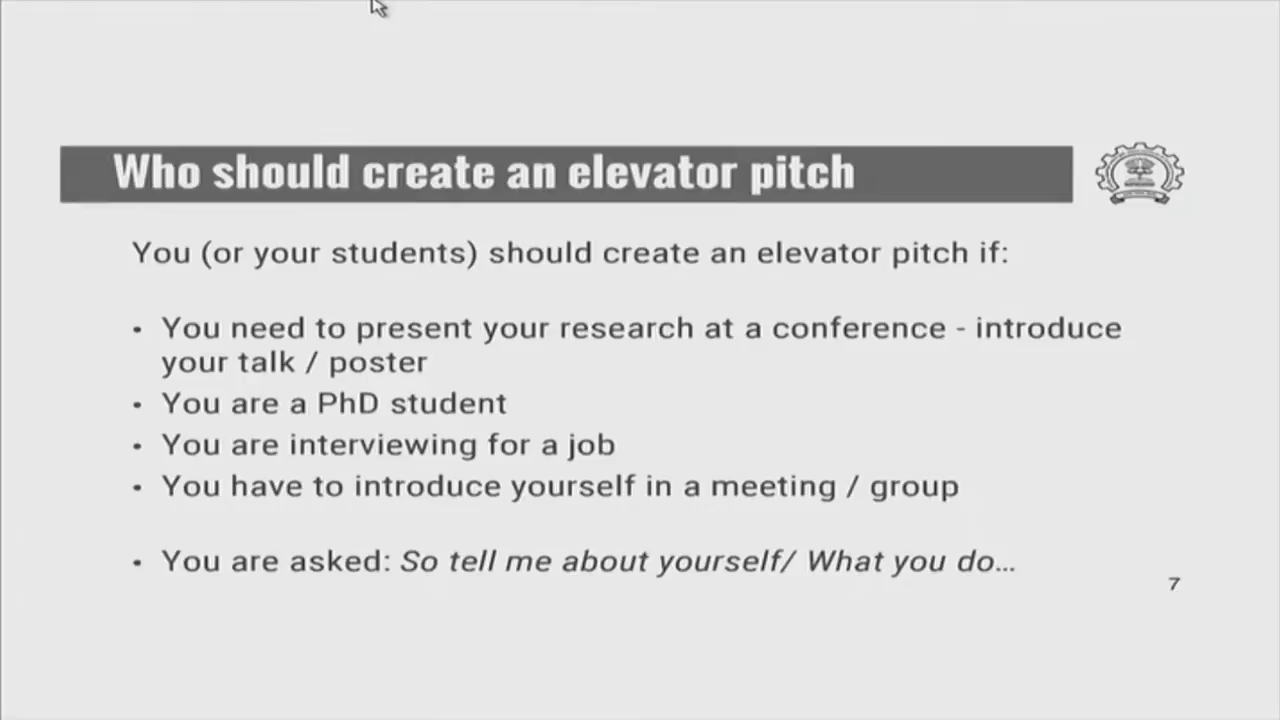 Who should create an elevator pitch
You (or your students) should create an elevator pitch if:
• You need to present your research at a conference - introduce
your talk / poster
• You are a PhD student
• You are interviewing for a job
• You have to introduce yourself in a meeting / group
• You are asked: So tell me about yourself/ What you do...
7